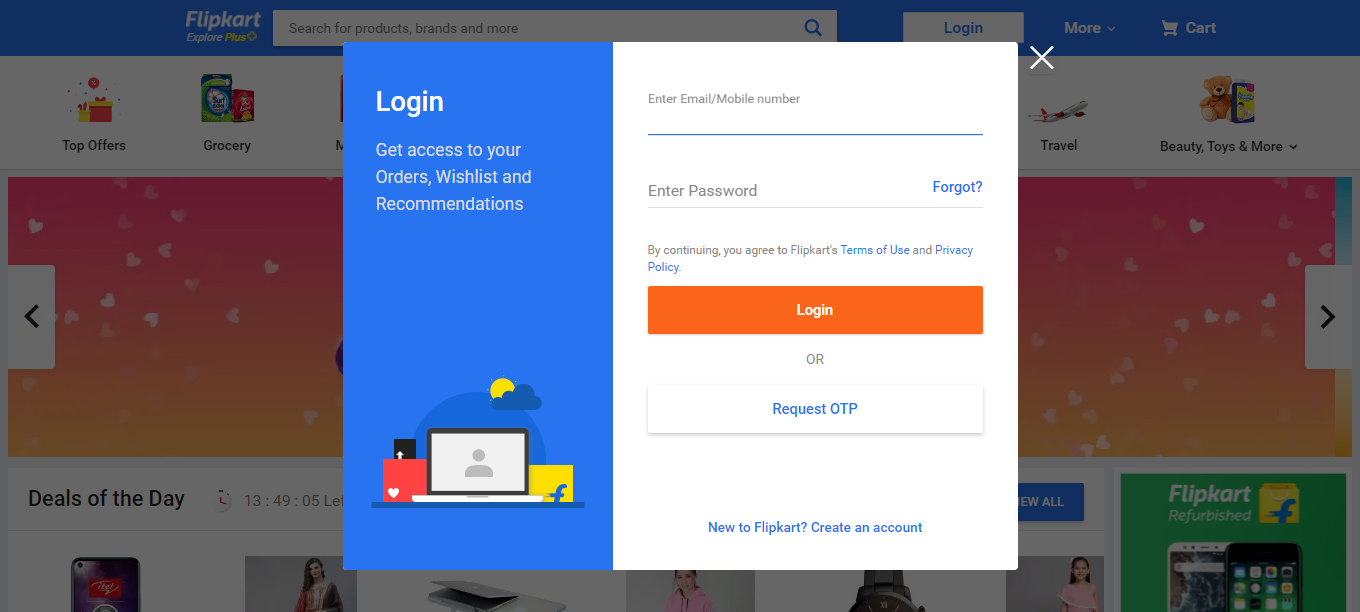 Flipkart
Explore Plus
Search for products, brands and more
Login
More
Cart
Top Offers
Grocery
M
Travel
Beauty, Toys & More
Login
Get access to your
Orders, Wishlist and
Recommendations
Enter Email/Mobile number
Enter Password
Forgot?
By continuing, you agree to Flipkart's Terms of Use and Privacy
Policy.
Login
OR
Request OTP
New to Flipkart? Create an account
Deals of the Day
13 : 49 : 05 Lef
IEW ALL
Flipkart
Refurbished
itel